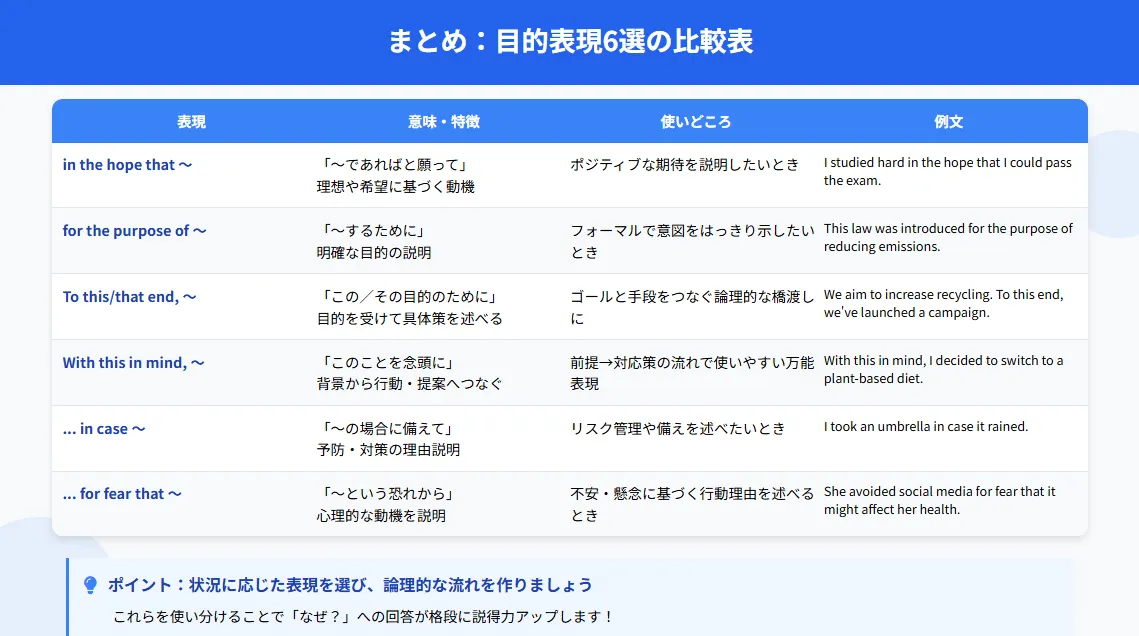 まとめ：目的表現6選の比較表
表現 意味・特徴 使いどころ 例文
in the hope that ～
「～であればと願って」
理想や希望に基づく動機
ポジティブな期待を説明したいとき
I studied hard in the hope that I could pass
the exam.
for the purpose of ～
「～するために」
明確な目的の説明
フォーマルで意図をはっきり示したい
とき
This law was introduced for the purpose of
reducing emissions.
To this/that end, ～
「この／その目的のために」
目的を受けて具体策を述べる
ゴールと手段をつなぐ論理的な橋渡し
に
We aim to increase recycling. To this end,
we've launched a campaign.
With this in mind, ～
「このことを念頭に」
背景から行動・提案へつなぐ
前提→対応策の流れで使いやすい万能
表現
With this in mind, I decided to switch to a
plant-based diet.
... in case ～
「～の場合に備えて」
予防・対策の理由説明
リスク管理や備えを述べたいとき
I took an umbrella in case it rained.
... for fear that ～
「～という恐れから」
心理的な動機を説明
不安・懸念に基づく行動理由を述べる
とき
She avoided social media for fear that it
might affect her health.
ポイント：状況に応じた表現を選び、論理的な流れを作りましょう
これらを使い分けることで「なぜ？」への回答が格段に説得力アップします！